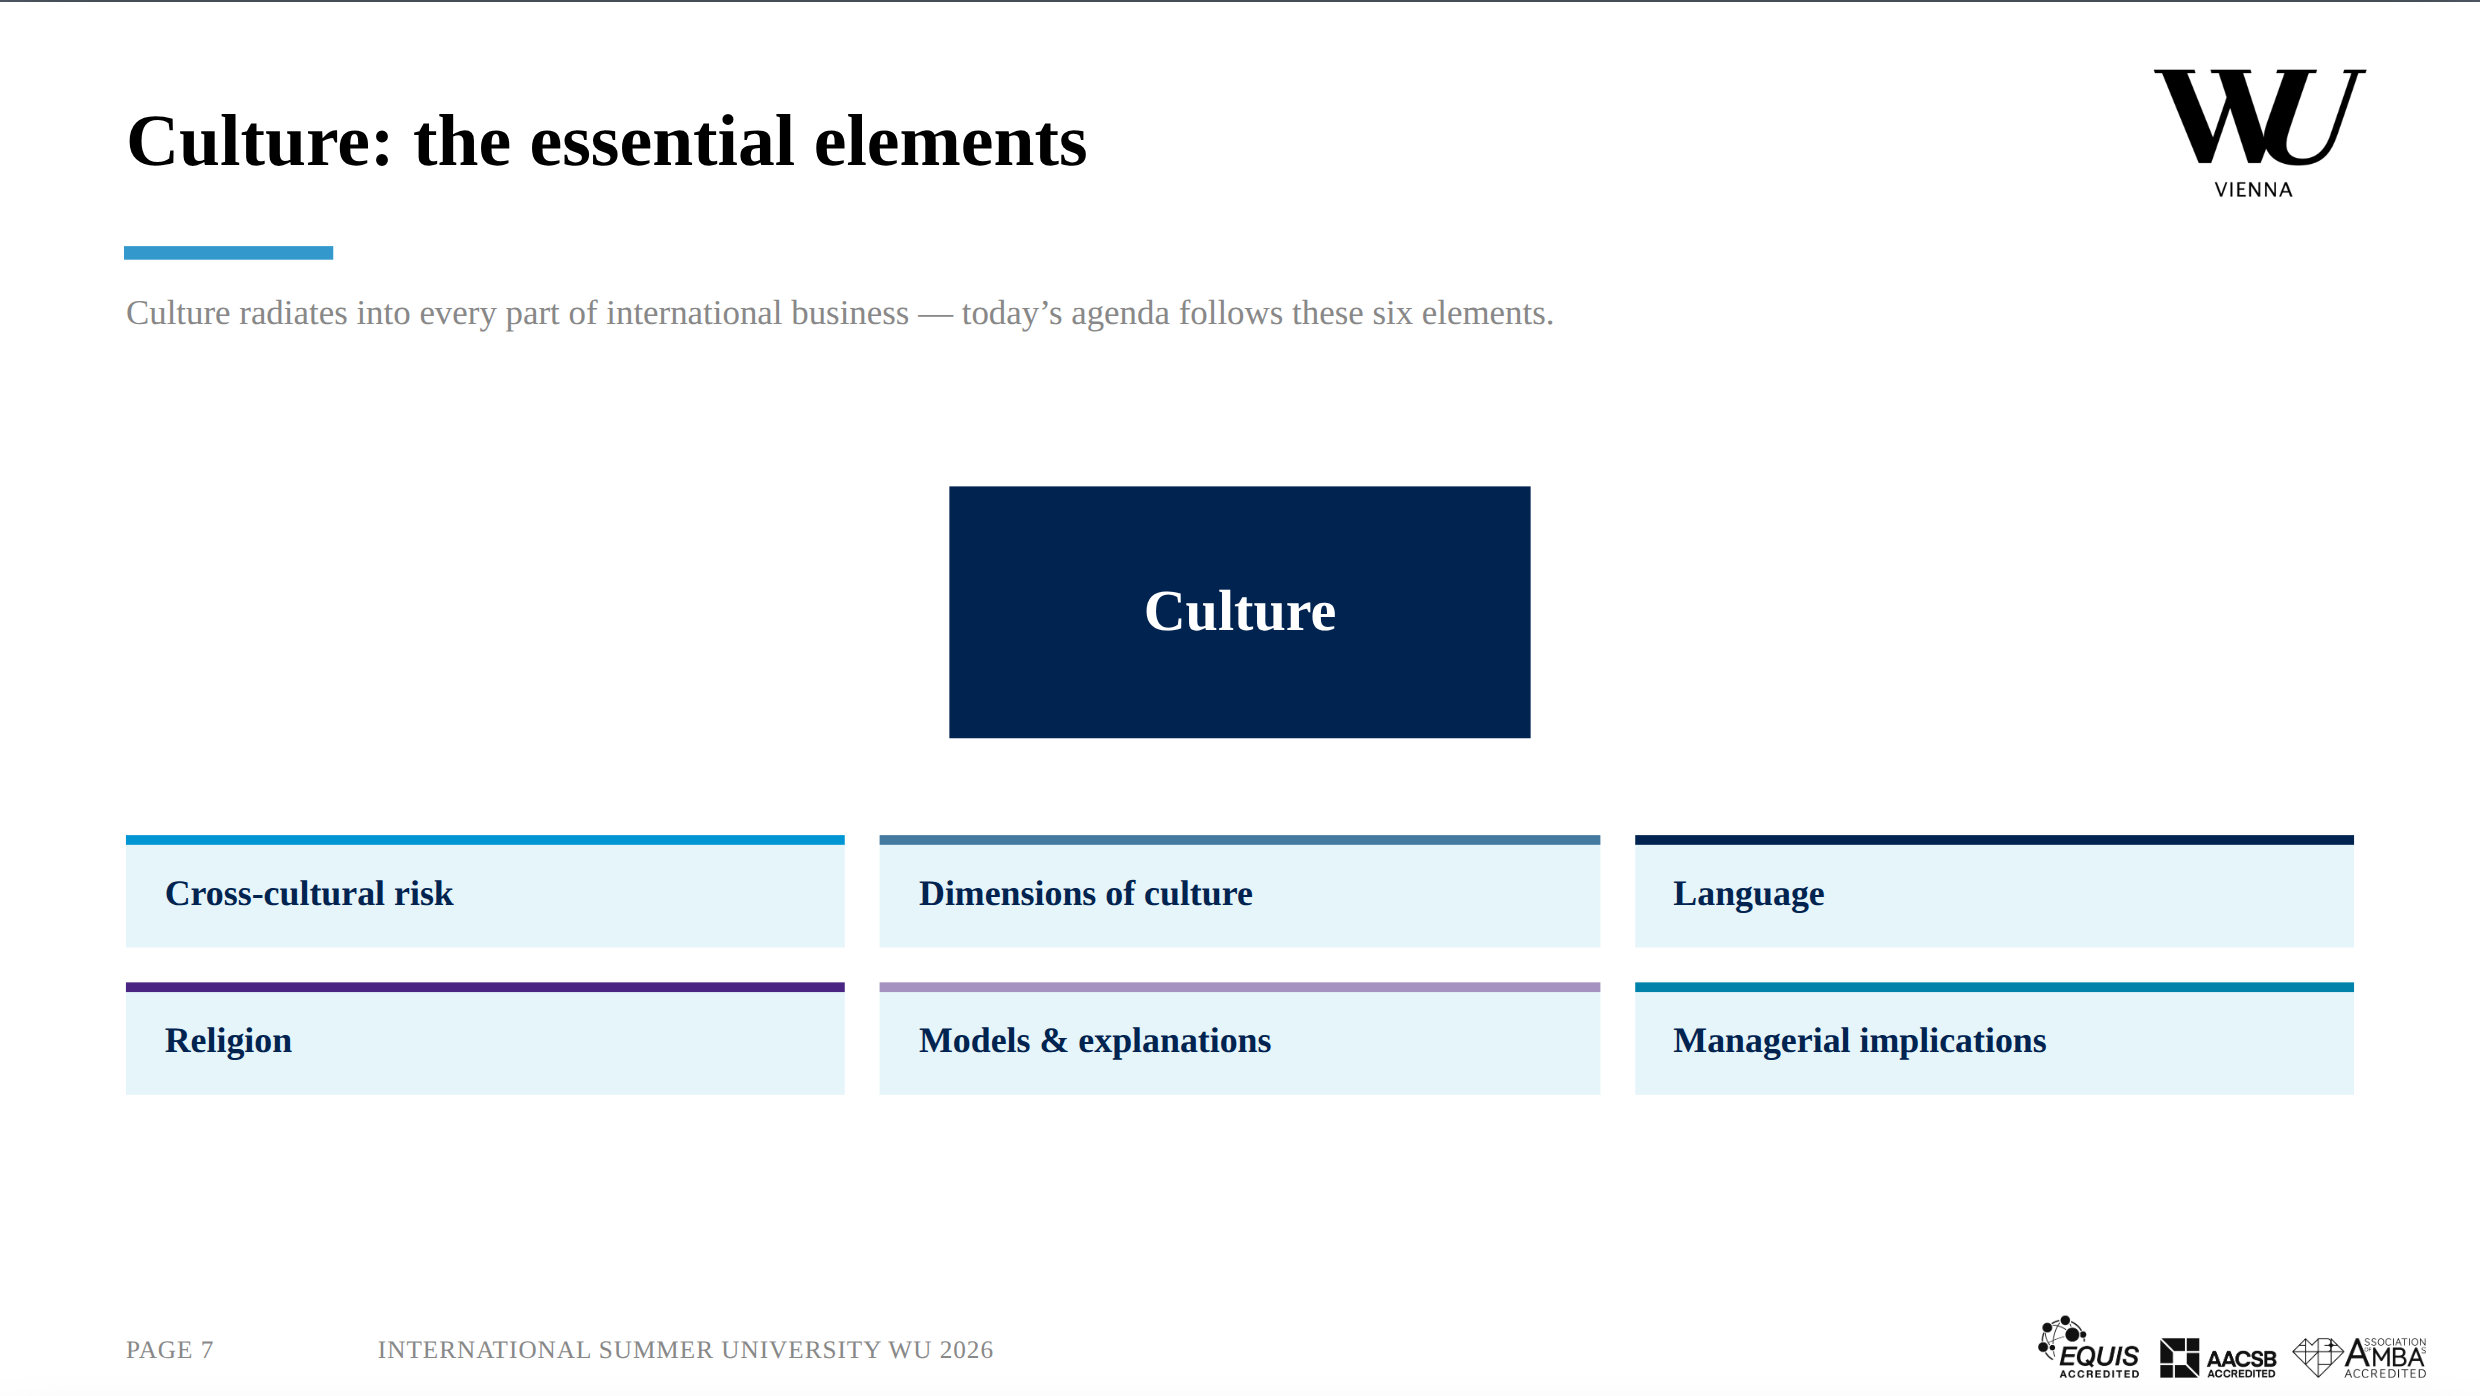 Culture: the essential elements
WU
VIENNA
Culture radiates into every part of international business — today’s agenda follows these six elements.
Culture
Cross-cultural risk
Dimensions of culture
Language
Religion
Models & explanations
Managerial implications
PAGE 7
INTERNATIONAL SUMMER UNIVERSITY WU 2026
EQUIS
ACCREDITED
AACSB
ACCREDITED
ASSOCIATION
OF
AMBAS
ACCREDITED